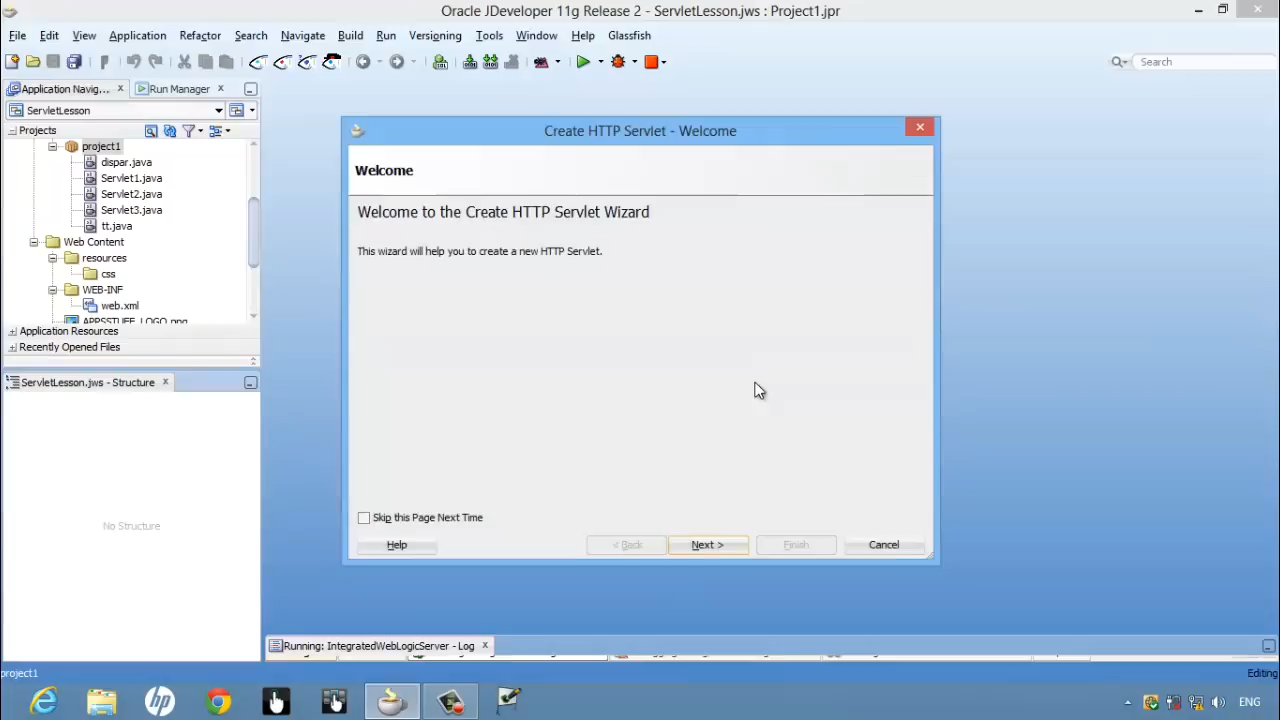 Oracle JDeveloper 11g Release 2 - ServletLesson.jws : Project1.jpr
File Edit View Application Refactor Search Navigate Build Run Versioning Tools Window Help Glassfish
Search
Application Navig... Run Manager
ServletLesson
Projects
project1
dispar.java
Servlet1.java
Servlet2.java
Servlet3.java
tt.java
Web Content
resources
css
WEB-INF
web.xml
APPSSTUFF_LOGO.png
Application Resources
Recently Opened Files
ServletLesson.jws - Structure
No Structure
Create HTTP Servlet - Welcome
Welcome
Welcome to the Create HTTP Servlet Wizard
This wizard will help you to create a new HTTP Servlet.
Skip this Page Next Time
Help < Back Next > Finish Cancel
Running: IntegratedWebLogicServer - Log
project1 Editing
ENG